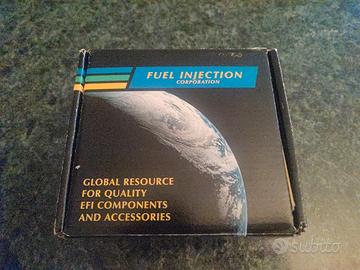 FUEL INJECTION
CORPORATION
GLOBAL RESOURCE
FOR QUALITY
EFI COMPONENTS
AND ACCESSORIES
subito